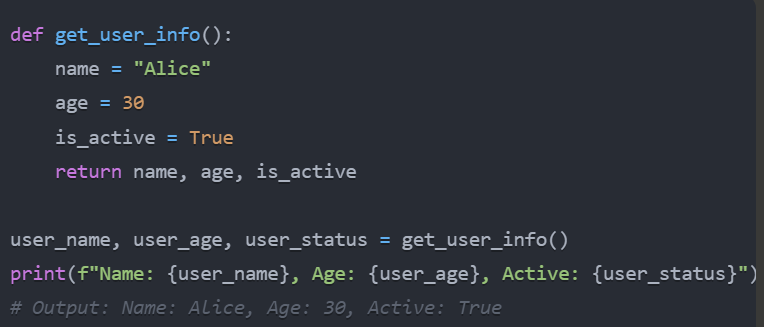 def get_user_info():
    name = "Alice"
    age = 30
    is_active = True
    return name, age, is_active

user_name, user_age, user_status = get_user_info()
print(f"Name: {user_name}, Age: {user_age}, Active: {user_status}")
# Output: Name: Alice, Age: 30, Active: True